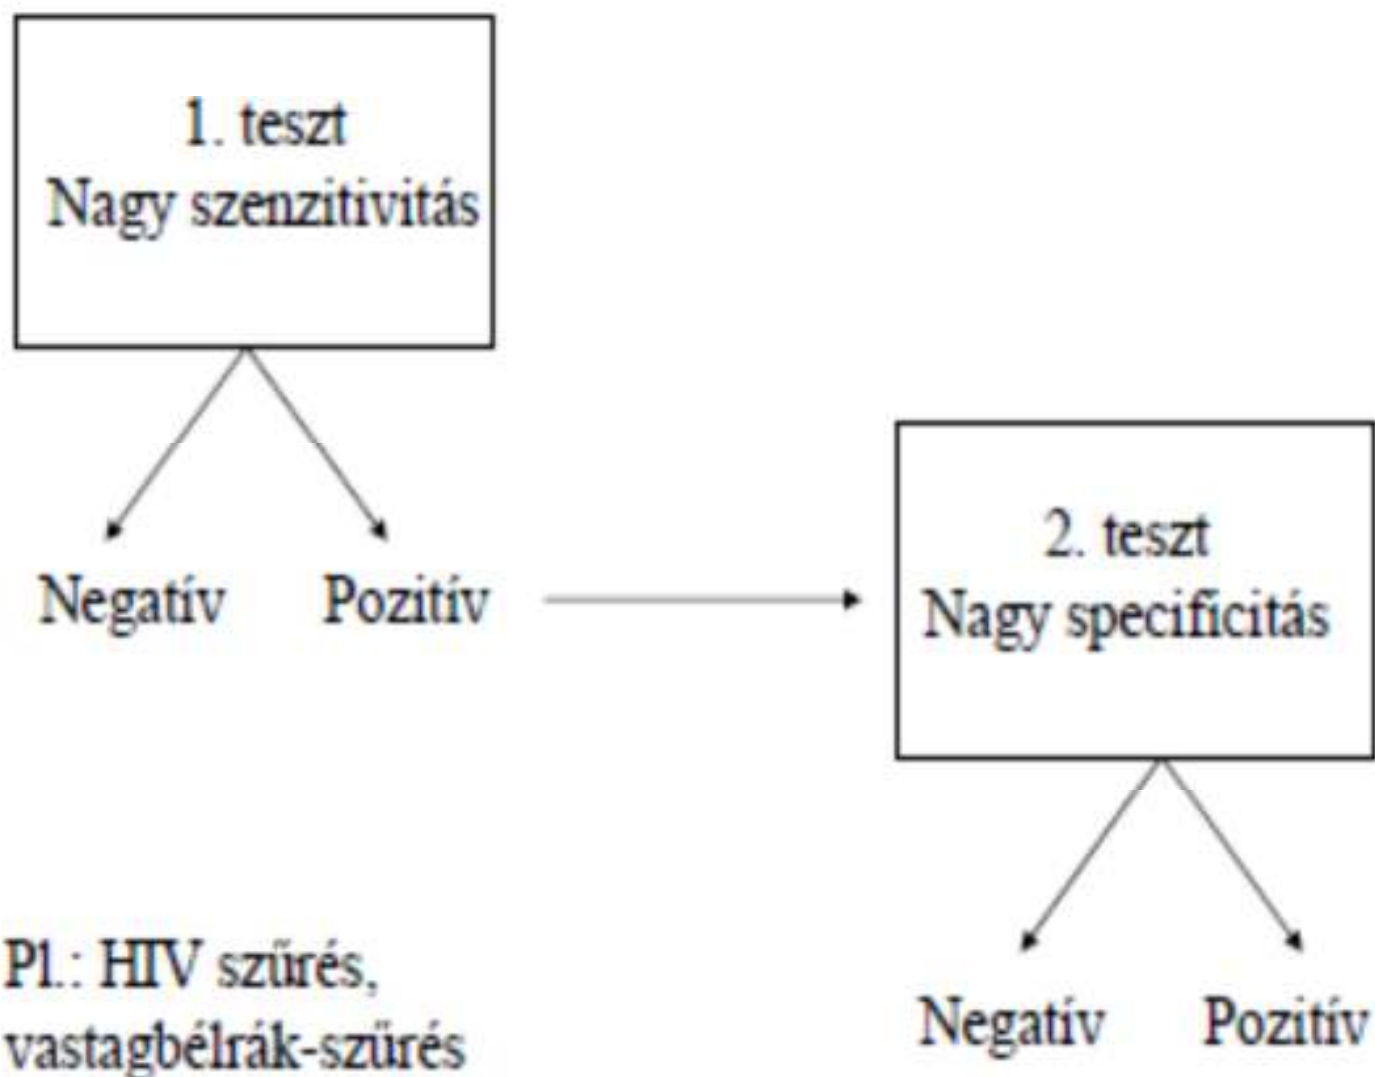 1. teszt
Nagy szenzitivitás
Negatív
Pozitív
2. teszt
Nagy specificitás
Negatív
Pozitív
Pl.: HIV szűrés,
vastagbélrák-szűrés